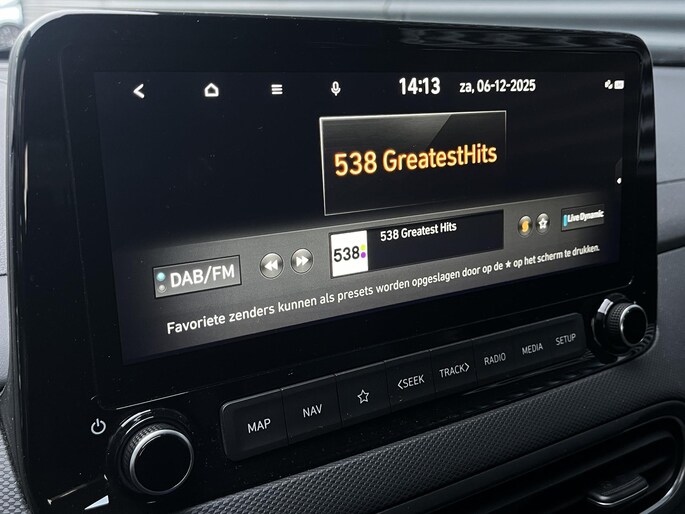 14:13 za, 06-12-2025
538 GreatestHits
538 Greatest Hits
538
Live Dynamic
DAB/FM
Favoriete zenders kunnen als presets worden opgeslagen door op de ★ op het scherm te drukken.
MAP
NAV
<SEEK
TRACK>
RADIO
MEDIA
SETUP